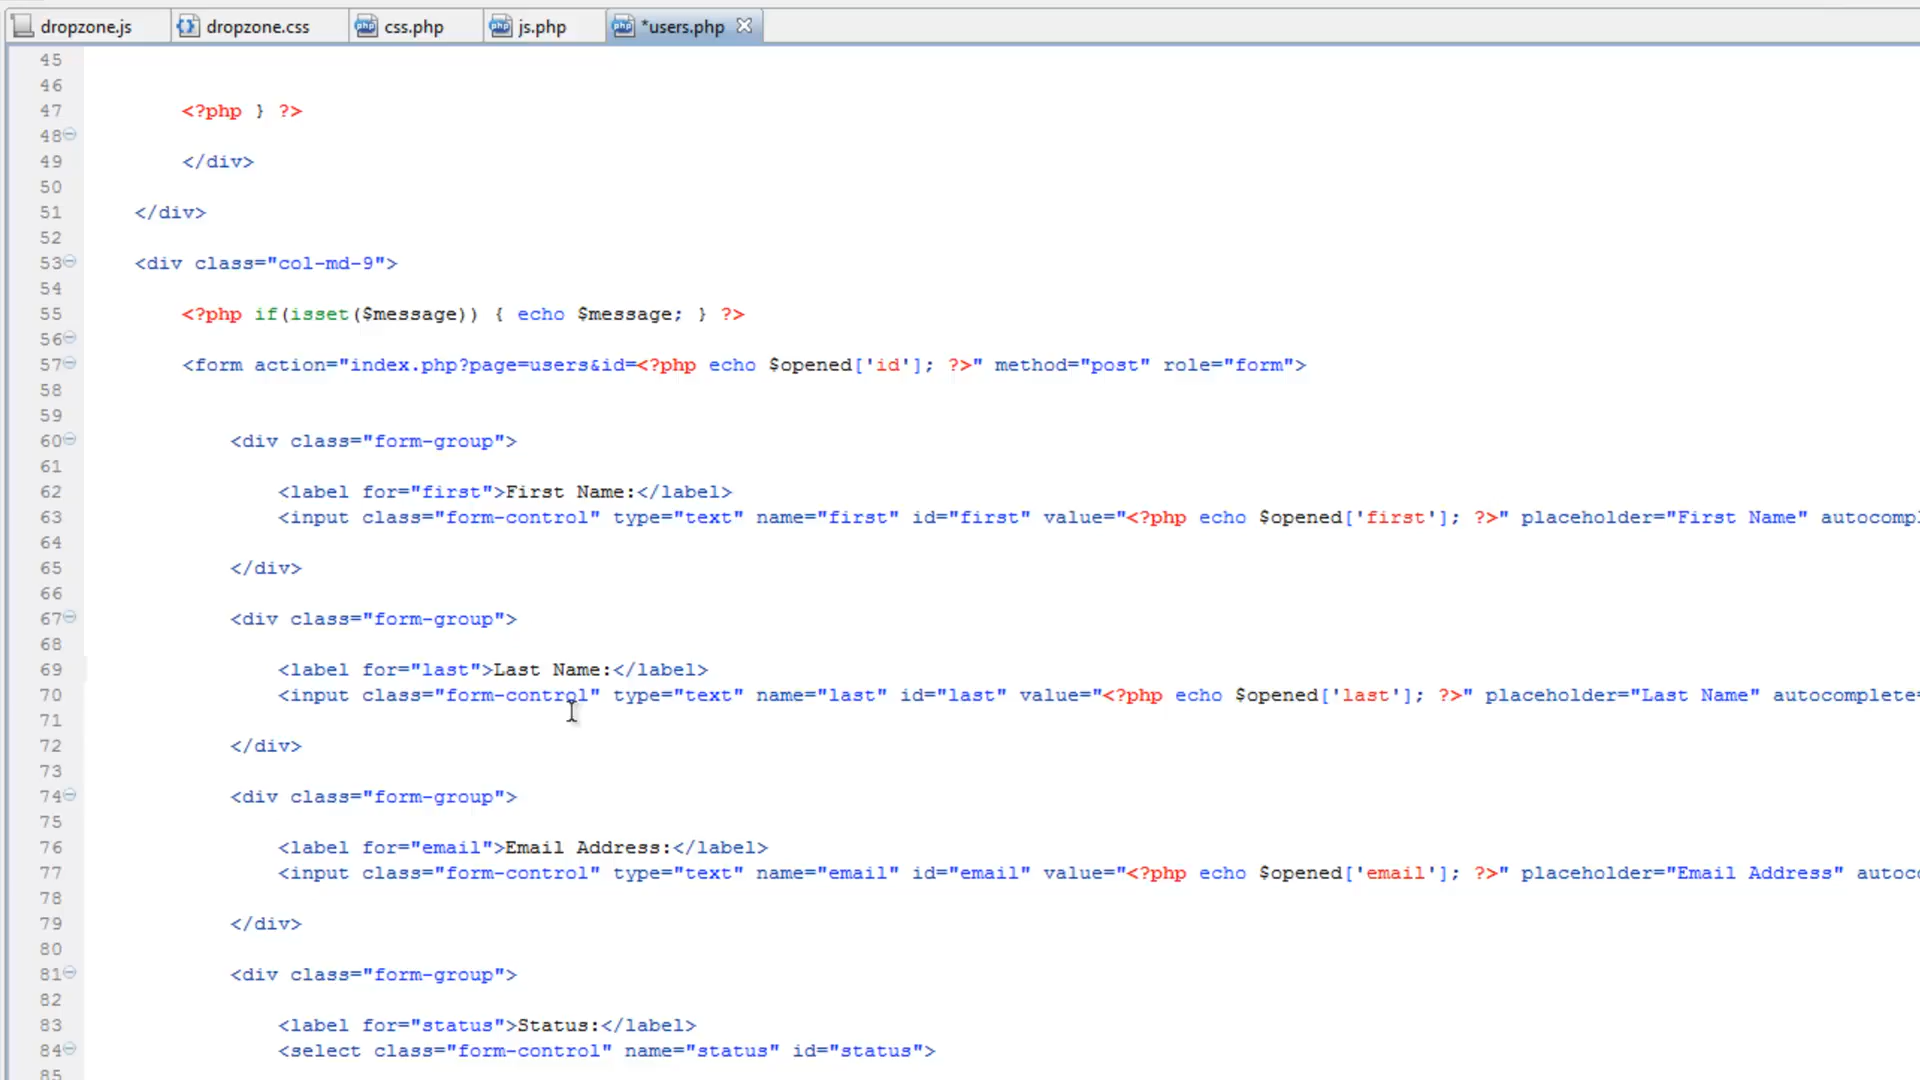 dropzone.js dropzone.css css.php js.php *users.php
45
46
47 <?php } ?>
48
49 </div>
50
51 </div>
52
53 <div class="col-md-9">
54
55 <?php if(isset($message)) { echo $message; } ?>
56
57 <form action="index.php?page=users&id=<?php echo $opened['id']; ?>" method="post" role="form">
58
59
60 <div class="form-group">
61
62 <label for="first">First Name:</label>
63 <input class="form-control" type="text" name="first" id="first" value="<?php echo $opened['first']; ?>" placeholder="First Name" autocompl
64
65 </div>
66
67 <div class="form-group">
68
69 <label for="last">Last Name:</label>
70 <input class="form-control" type="text" name="last" id="last" value="<?php echo $opened['last']; ?>" placeholder="Last Name" autocomplete=
71
72 </div>
73
74 <div class="form-group">
75
76 <label for="email">Email Address:</label>
77 <input class="form-control" type="text" name="email" id="email" value="<?php echo $opened['email']; ?>" placeholder="Email Address" autoco
78
79 </div>
80
81 <div class="form-group">
82
83 <label for="status">Status:</label>
84 <select class="form-control" name="status" id="status">
85